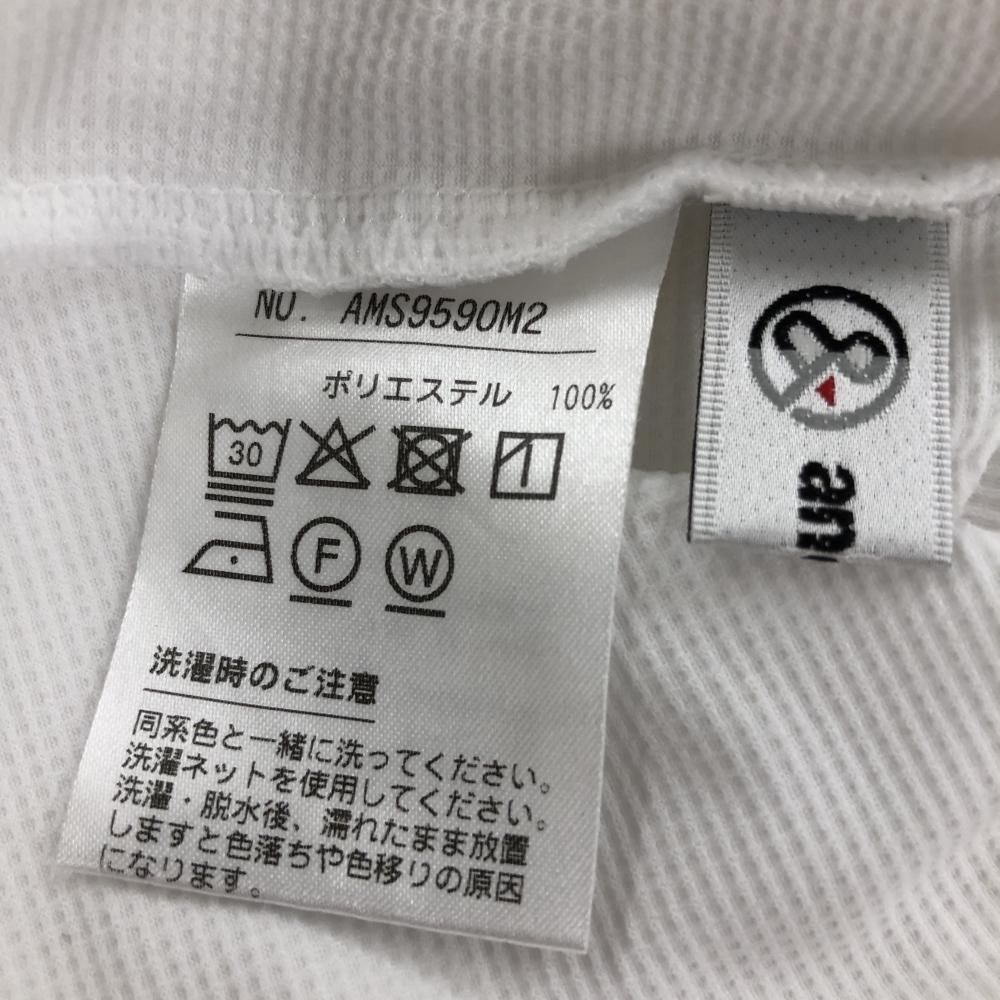 NO. AMS9590M2
ポリエステル 100%
30
F W
洗濯時のご注意
同系色と一緒に洗ってください。
洗濯ネットを使用してください。
洗濯・脱水後、濡れたまま放置
しますと色落ちや色移りの原因
になります。
an